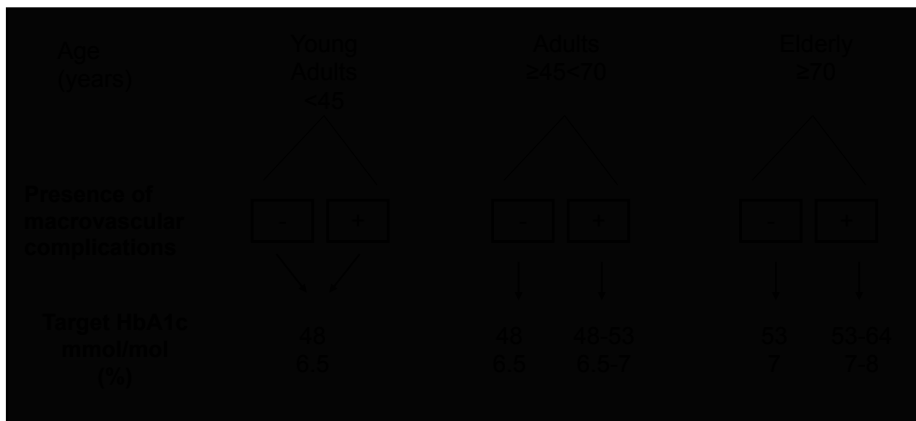 Age
(years)
Young
Adults
<45
Adults
≥45<70
Elderly
≥70
Presence of
macrovascular
complications
-
+
-
+
-
+
Target HbA1c
mmol/mol
(%)
48
6.5
48
6.5
48-53
6.5-7
53
7
53-64
7-8